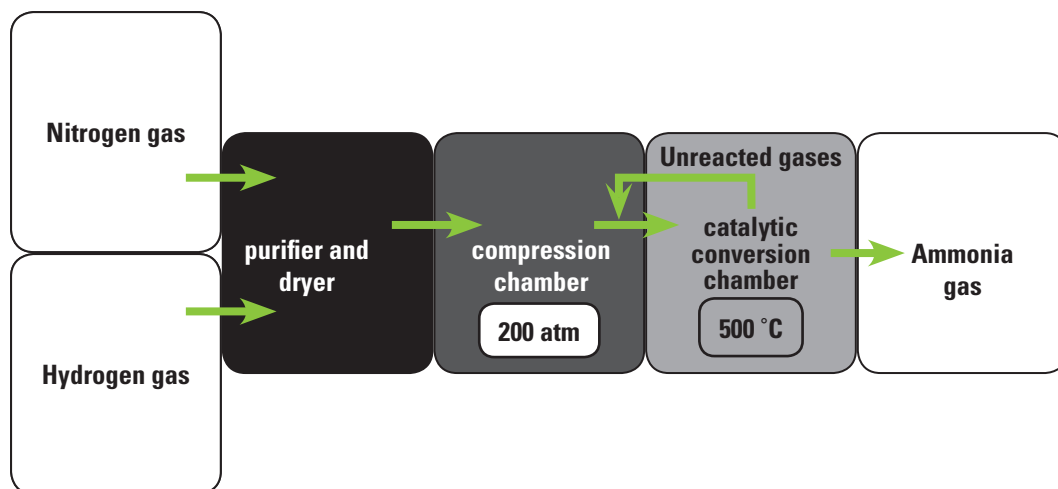 Nitrogen gas
Hydrogen gas
purifier and
dryer
compression
chamber
200 atm
Unreacted gases
catalytic
conversion
chamber
500 ˚C
Ammonia
gas